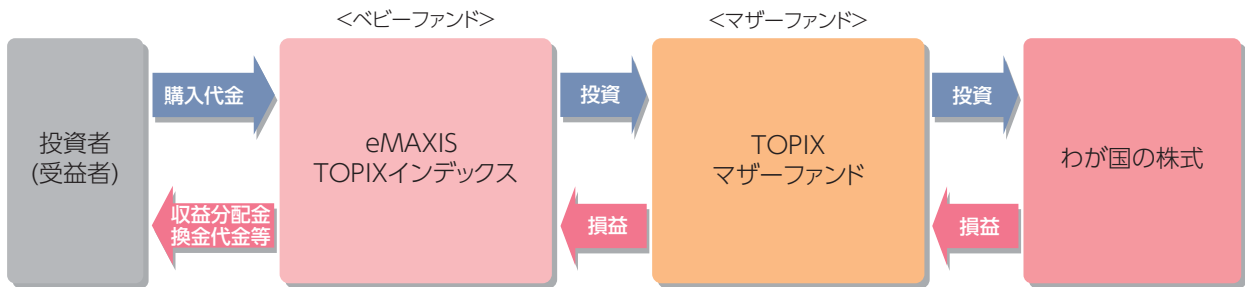 <ベビーファンド>
<マザーファンド>
投資者
(受益者)
購入代金
収益分配金
換金代金等
eMAXIS
TOPIXインデックス
投資
損益
TOPIX
マザーファンド
投資
損益
わが国の株式